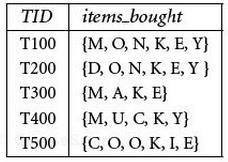 TID items_bought
T100 {M, O, N, K, E, Y}
T200 {D, O, N, K, E, Y }
T300 {M, A, K, E}
T400 {M, U, C, K, Y}
T500 {C, O, O, K, I, E}